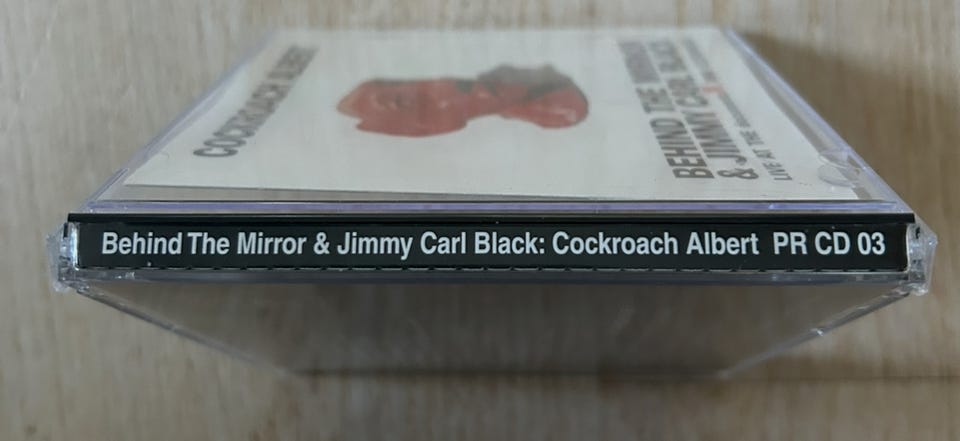 COCKROACH ALBERT
BEHIND THE MIRROR
& JIMMY CARL BLACK
LIVE AT THE
Behind The Mirror & Jimmy Carl Black: Cockroach Albert PR CD 03